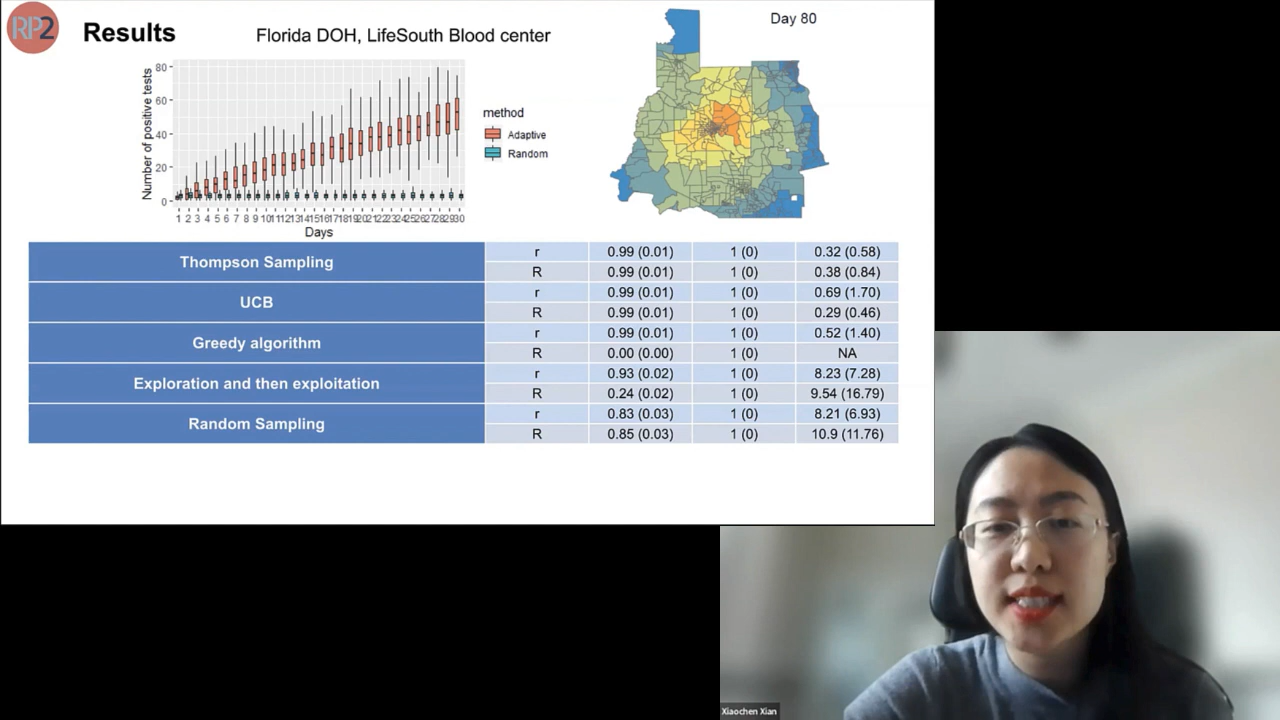 RP2
Results
Florida DOH, LifeSouth Blood center
Day 80
Number of positive tests
80
60
40
20
0
1 2 3 4 5 6 7 8 9 10 11 12 13 14 15 16 17 18 19 20 21 22 23 24 25 26 27 28 29 30
Days
method
Adaptive
Random
Thompson Sampling r 0.99 (0.01) 1 (0) 0.32 (0.58)
R 0.99 (0.01) 1 (0) 0.38 (0.84)
UCB r 0.99 (0.01) 1 (0) 0.69 (1.70)
R 0.99 (0.01) 1 (0) 0.29 (0.46)
Greedy algorithm r 0.99 (0.01) 1 (0) 0.52 (1.40)
R 0.00 (0.00) 1 (0) NA
Exploration and then exploitation r 0.93 (0.02) 1 (0) 8.23 (7.28)
R 0.24 (0.02) 1 (0) 9.54 (16.79)
Random Sampling r 0.83 (0.03) 1 (0) 8.21 (6.93)
R 0.85 (0.03) 1 (0) 10.9 (11.76)
Xiaochen Xian